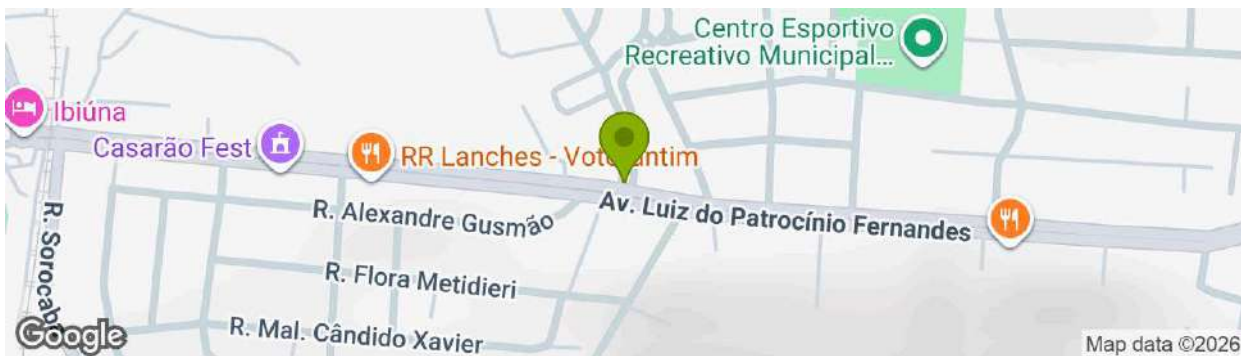 Centro Esportivo
Recreativo Municipal...
Ibiúna
Casarão Fest
RR Lanches - Votorantim
Av. Luiz do Patrocínio Fernandes
R. Alexandre Gusmão
R. Flora Metidieri
R. Mal. Cândido Xavier
R.
Google
Map data ©2026